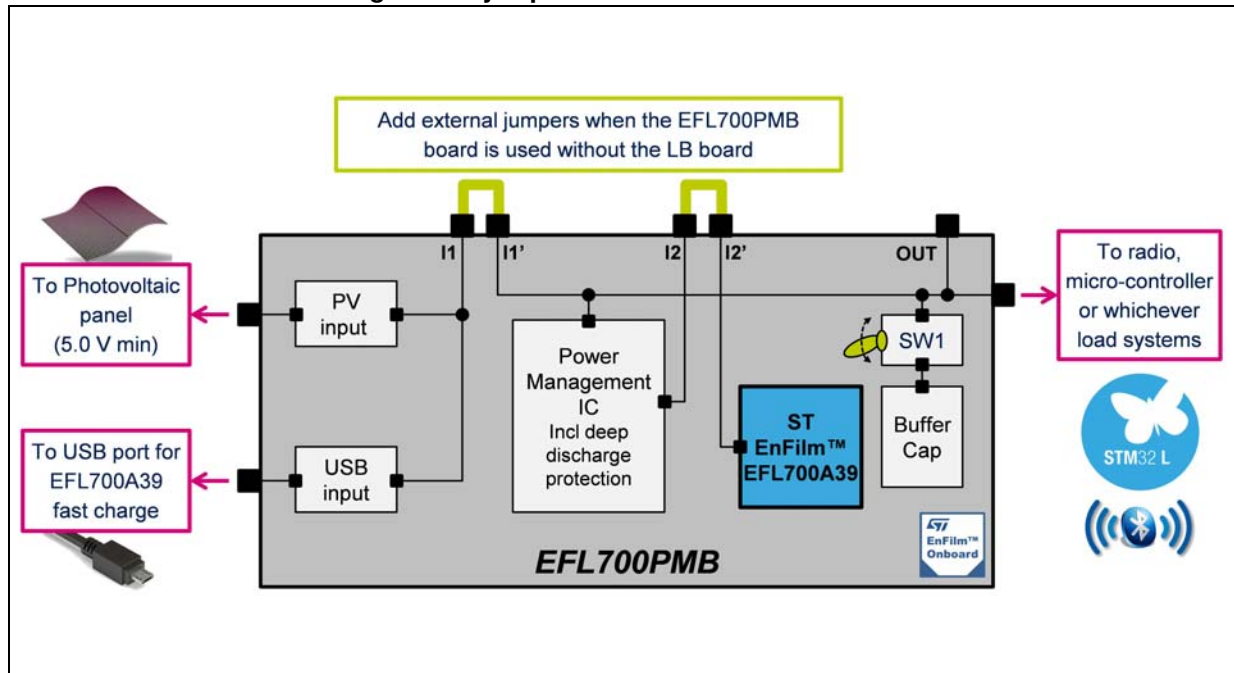 Add external jumpers when the EFL700PMB
board is used without the LB board
I1
I1'
I2
I2'
OUT
To Photovoltaic
panel
(5.0 V min)
PV
input
To USB port for
EFL700A39
fast charge
USB
input
Power
Management
IC
Incl deep
discharge
protection
ST
EnFilm™
EFL700A39
SW1
Buffer
Cap
To radio,
micro-controller
or whichever
load systems
STM32 L
EFL700PMB
ST
EnFilm™
Onboard